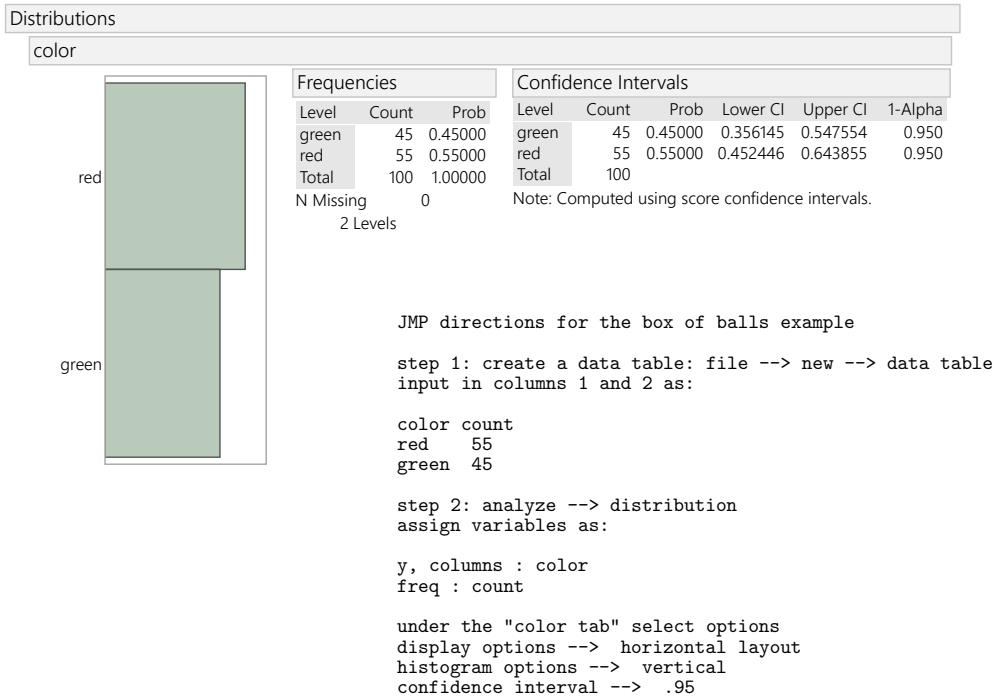 Distributions
color
red
green
Frequencies
Level Count Prob
green 45 0.45000
red 55 0.55000
Total 100 1.00000
N Missing 0
2 Levels
Confidence Intervals
Level Count Prob Lower CI Upper CI 1-Alpha
green 45 0.45000 0.356145 0.547554 0.950
red 55 0.55000 0.452446 0.643855 0.950
Total 100
Note: Computed using score confidence intervals.
JMP directions for the box of balls example
step 1: create a data table: file --> new --> data table
input in columns 1 and 2 as:
color count
red 55
green 45
step 2: analyze --> distribution
assign variables as:
y, columns : color
freq : count
under the "color tab" select options
display options --> horizontal layout
histogram options --> vertical
confidence interval --> .95